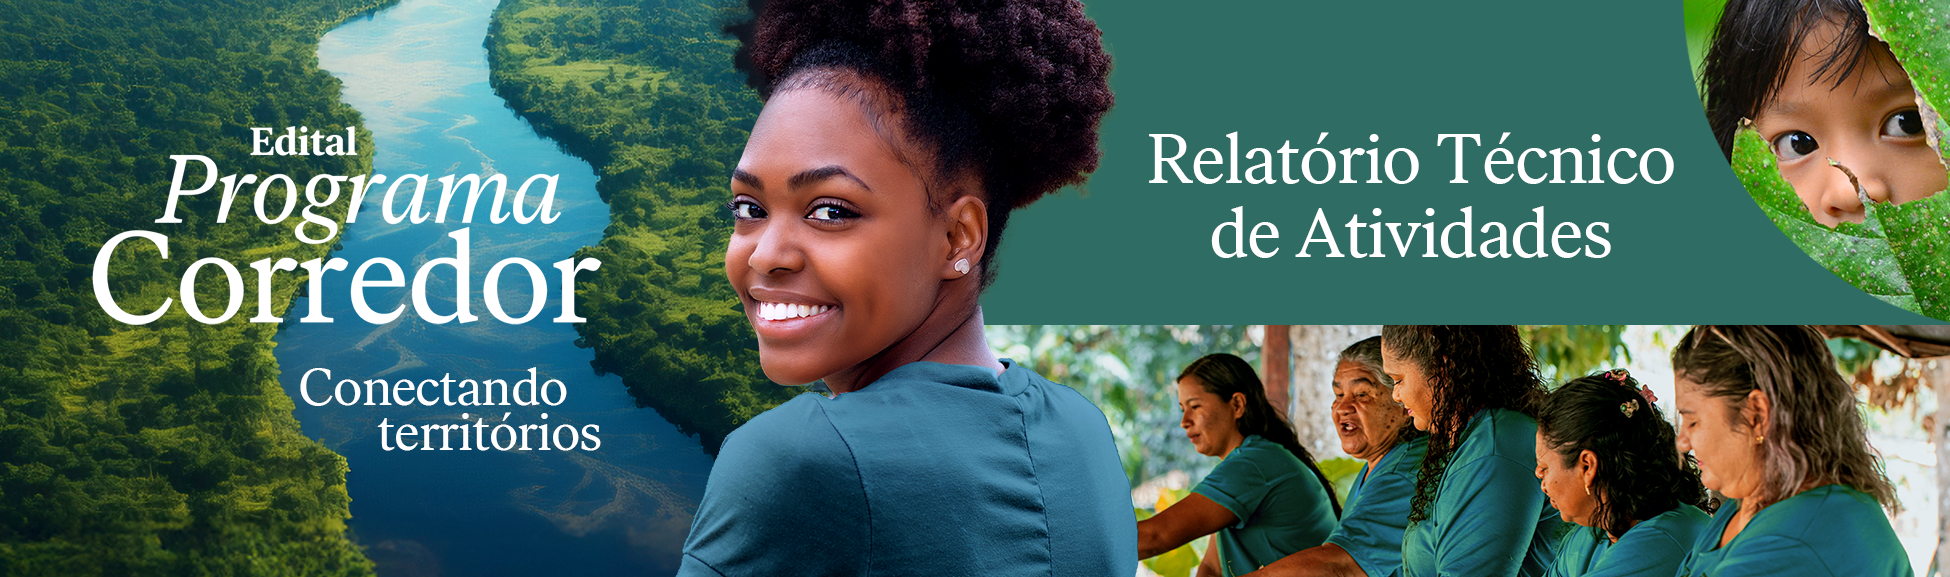 Edital
Programa
Corredor
Conectando
territórios
Relatório Técnico
de Atividades